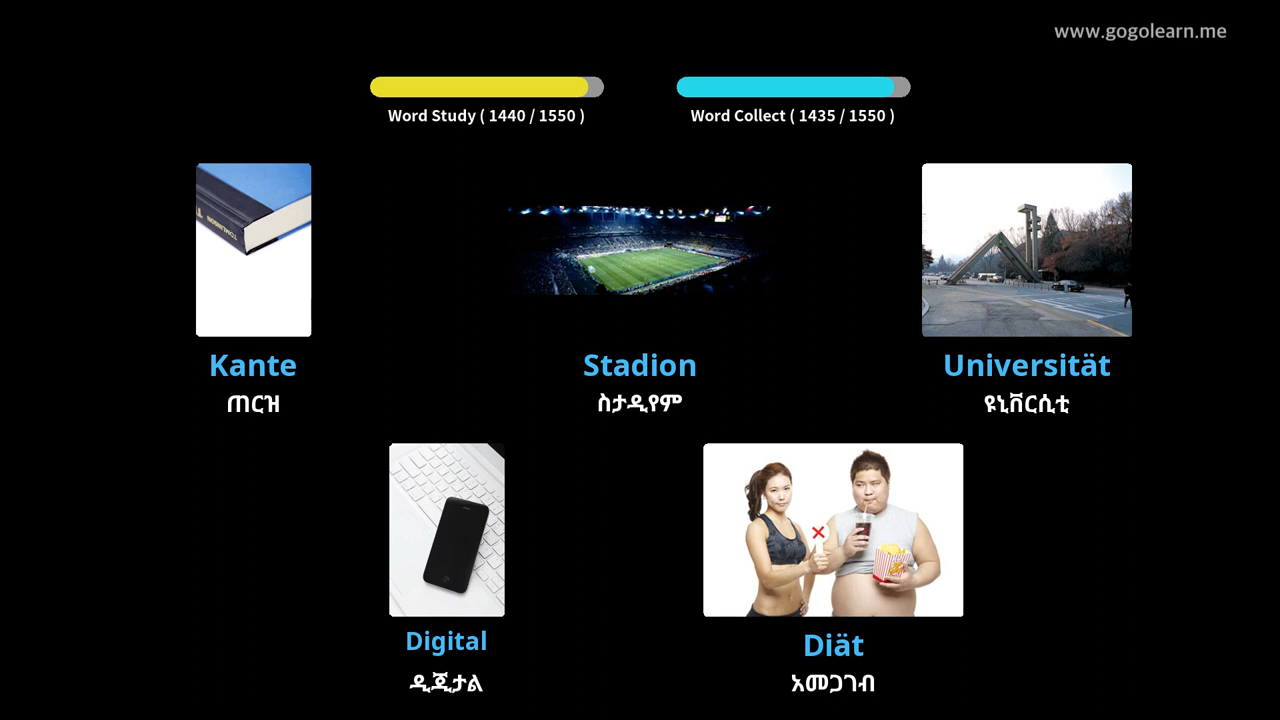 www.gogolearn.me
Word Study ( 1440 / 1550 )
Word Collect ( 1435 / 1550 )
TOMLINSON
Kante
Stadion
Universität
ጠርዝ
ስታዲየም
ዩኒቨርሲቲ
Digital
Diät
ዲጂታል
አመጋገብ